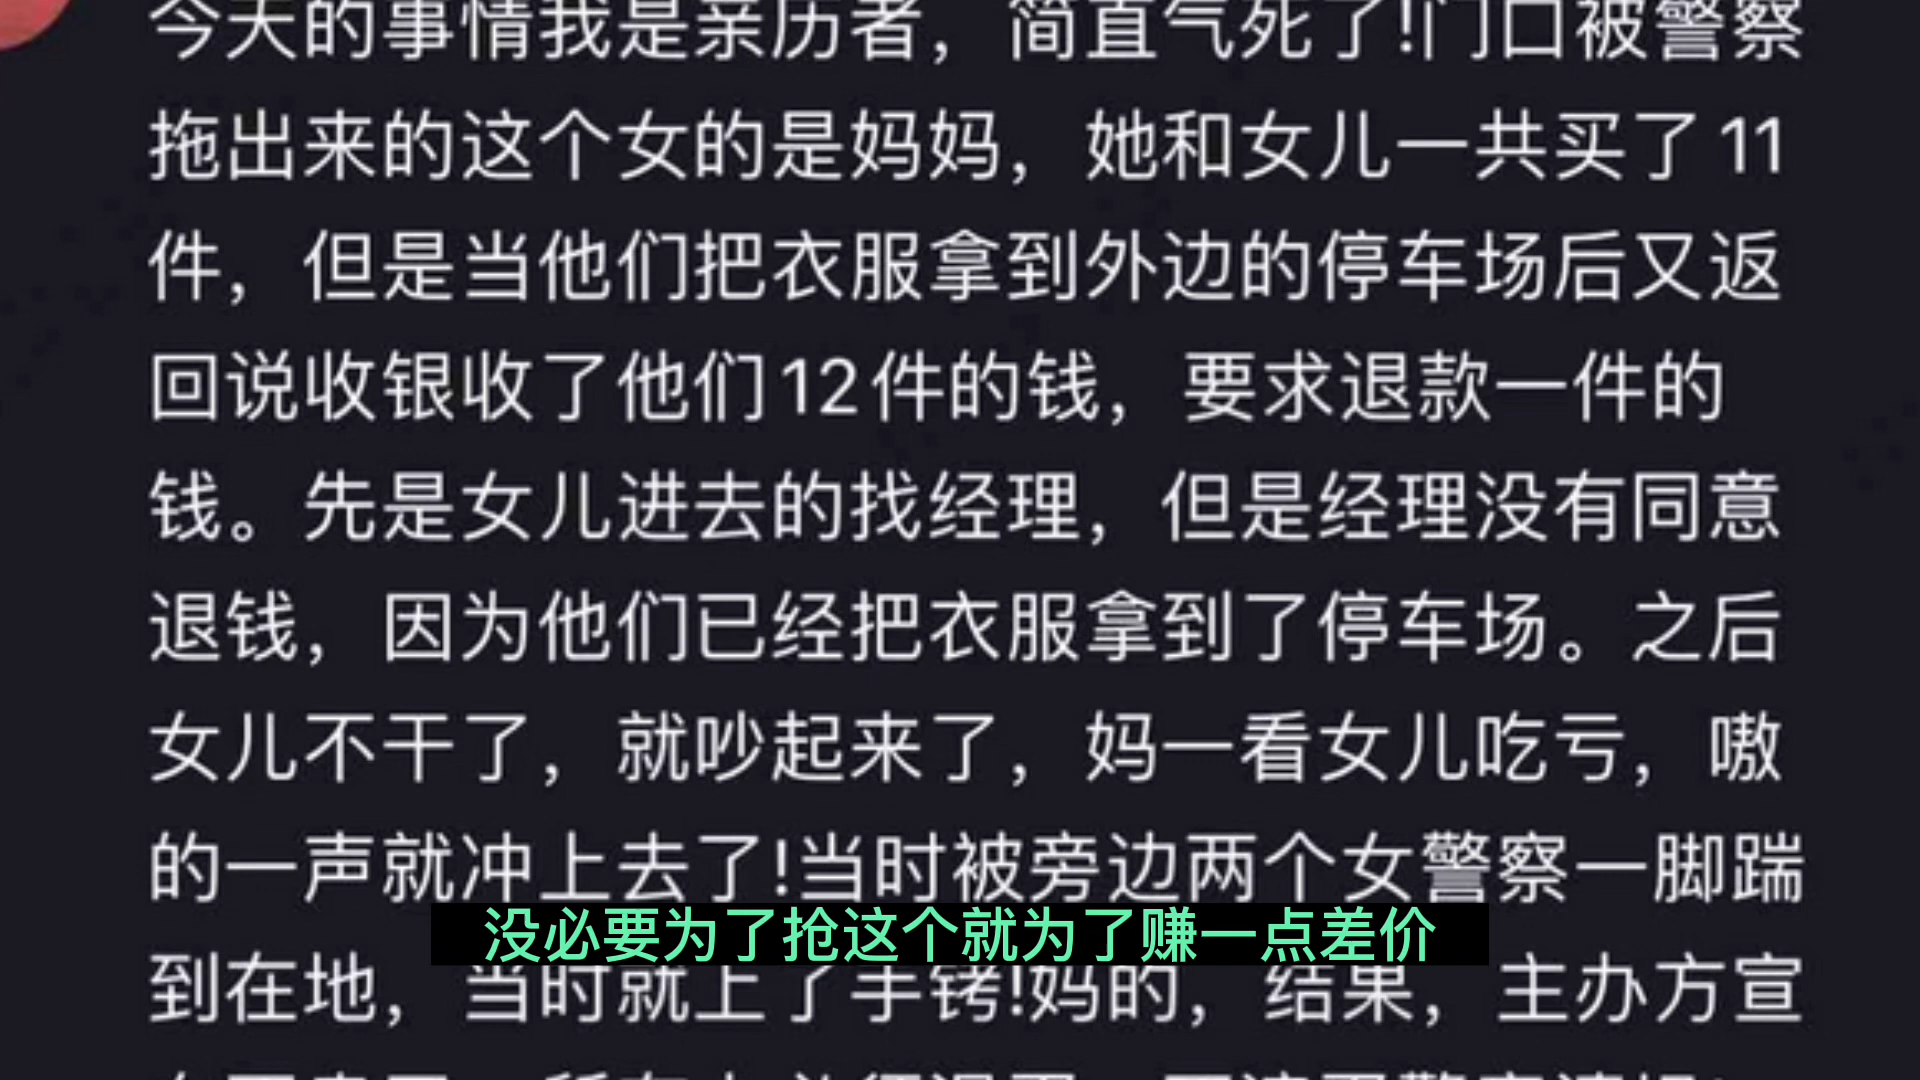 今天的事情我是亲历者，简直气死了!门口被警察
拖出来的这个女的是妈妈，她和女儿一共买了11
件，但是当他们把衣服拿到外边的停车场后又返
回说收银收了他们12件的钱，要求退款一件的
钱。先是女儿进去的找经理，但是经理没有同意
退钱，因为他们已经把衣服拿到了停车场。之后
女儿不干了，就吵起来了，妈一看女儿吃亏，嗷
的一声就冲上去了!当时被旁边两个女警察一脚踹
没必要为了抢这个就为了赚一点差价
到在地，当时就上了手铐!妈的，结果，主办方宣